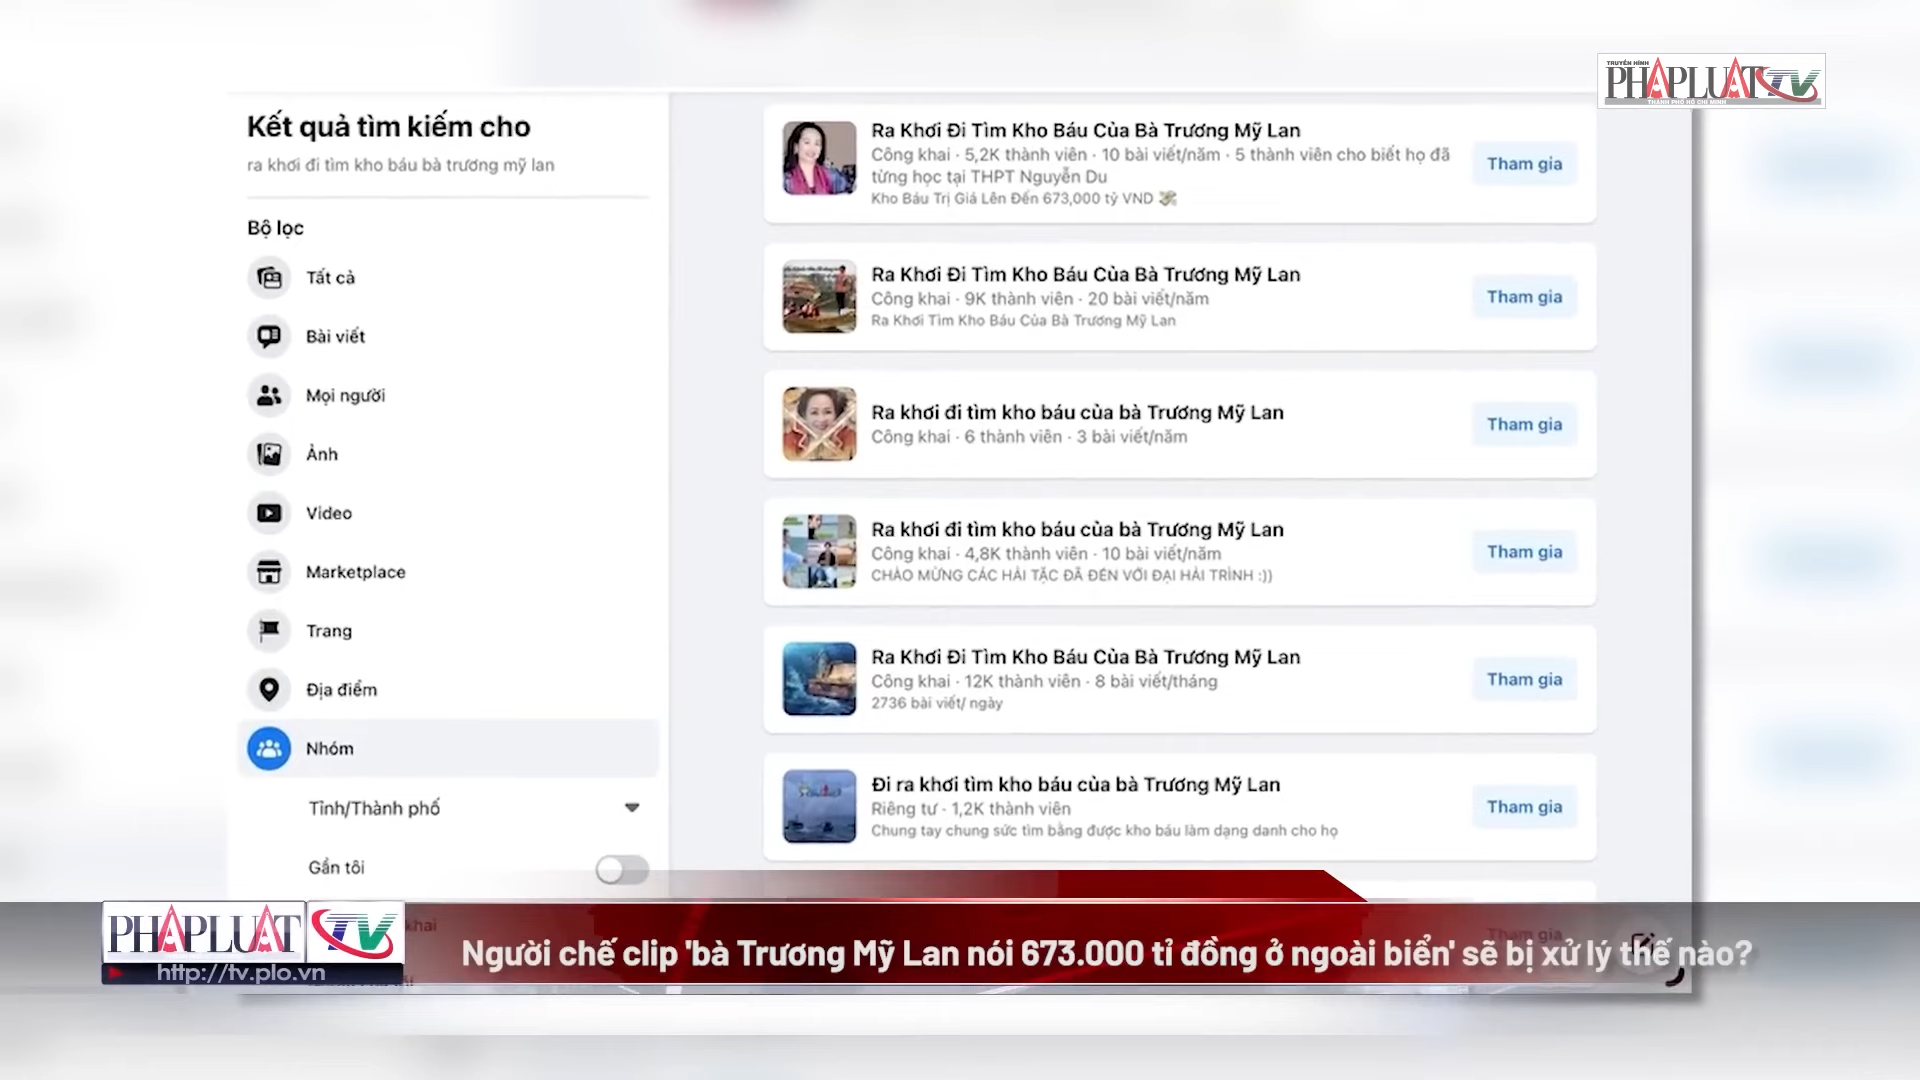 TRUYỀN HÌNH
PHÁPLUẬTTV
THÀNH PHỐ HỒ CHÍ MINH
Kết quả tìm kiếm cho
ra khơi đi tìm kho báu bà trương mỹ lan
Bộ lọc
Tất cả
Bài viết
Mọi người
Ảnh
Video
Marketplace
Trang
Địa điểm
Nhóm
Tỉnh/Thành phố
Gần tôi
khai
Ra Khơi Đi Tìm Kho Báu Của Bà Trương Mỹ Lan
Công khai · 5,2K thành viên · 10 bài viết/năm · 5 thành viên cho biết họ đã
từng học tại THPT Nguyễn Du
Kho Báu Trị Giá Lên Đến 673,000 tỷ VND 💸
Tham gia
Ra Khơi Đi Tìm Kho Báu Của Bà Trương Mỹ Lan
Công khai · 9K thành viên · 20 bài viết/năm
Ra Khơi Tìm Kho Báu Của Bà Trương Mỹ Lan
Tham gia
Ra khơi đi tìm kho báu của bà Trương Mỹ Lan
Công khai · 6 thành viên · 3 bài viết/năm
Tham gia
Ra khơi đi tìm kho báu của bà Trương Mỹ Lan
Công khai · 4,8K thành viên · 10 bài viết/năm
CHÀO MỪNG CÁC HẢI TẶC ĐÃ ĐẾN VỚI ĐẠI HẢI TRÌNH :))
Tham gia
Ra Khơi Đi Tìm Kho Báu Của Bà Trương Mỹ Lan
Công khai · 12K thành viên · 8 bài viết/tháng
2736 bài viết/ ngày
Tham gia
Đi ra khơi tìm kho báu của bà Trương Mỹ Lan
Riêng tư · 1,2K thành viên
Chung tay chung sức tìm bằng được kho báu làm dạng danh cho họ
Tham gia
Tham gia
PHÁPLUẬT TV
http://tv.plo.vn
Người chế clip 'bà Trương Mỹ Lan nói 673.000 tỉ đồng ở ngoài biển' sẽ bị xử lý thế nào?